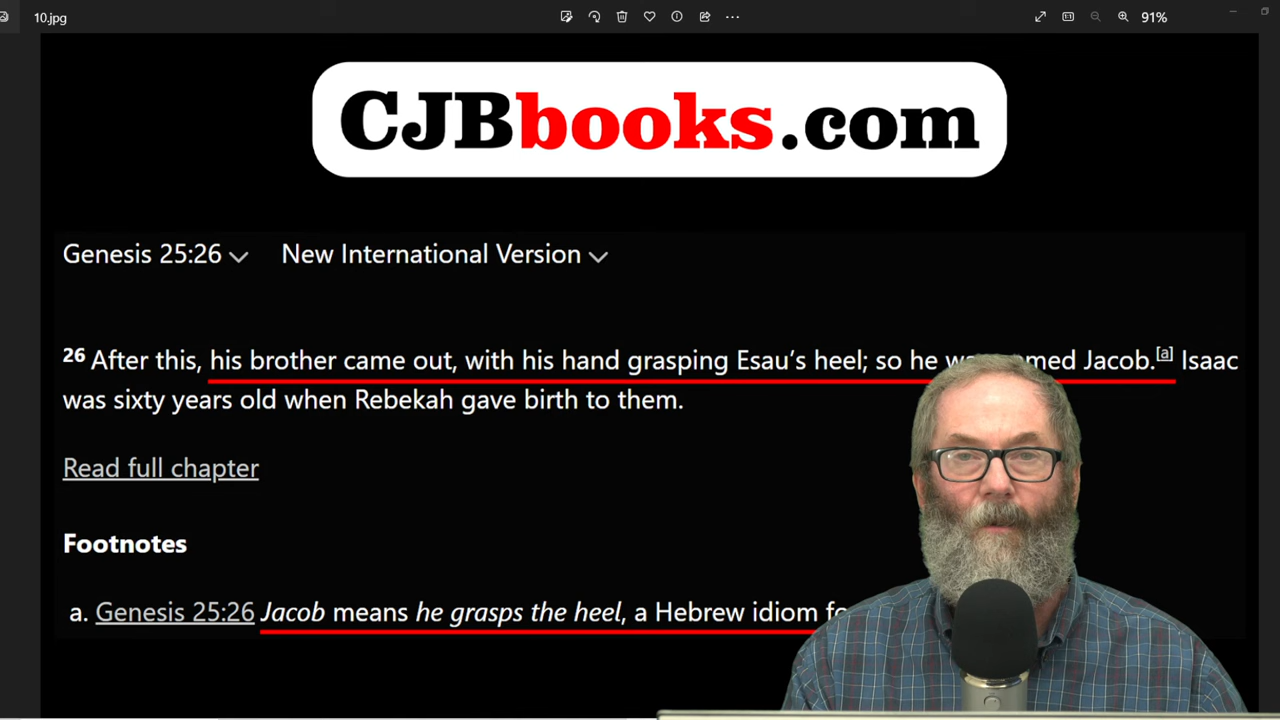 10.jpg
91%
CJBbooks.com
Genesis 25:26 New International Version
26 After this, his brother came out, with his hand grasping Esau’s heel; so he named Jacob.[a] Isaac
was sixty years old when Rebekah gave birth to them.
Read full chapter
Footnotes
a. Genesis 25:26 Jacob means he grasps the heel, a Hebrew idiom